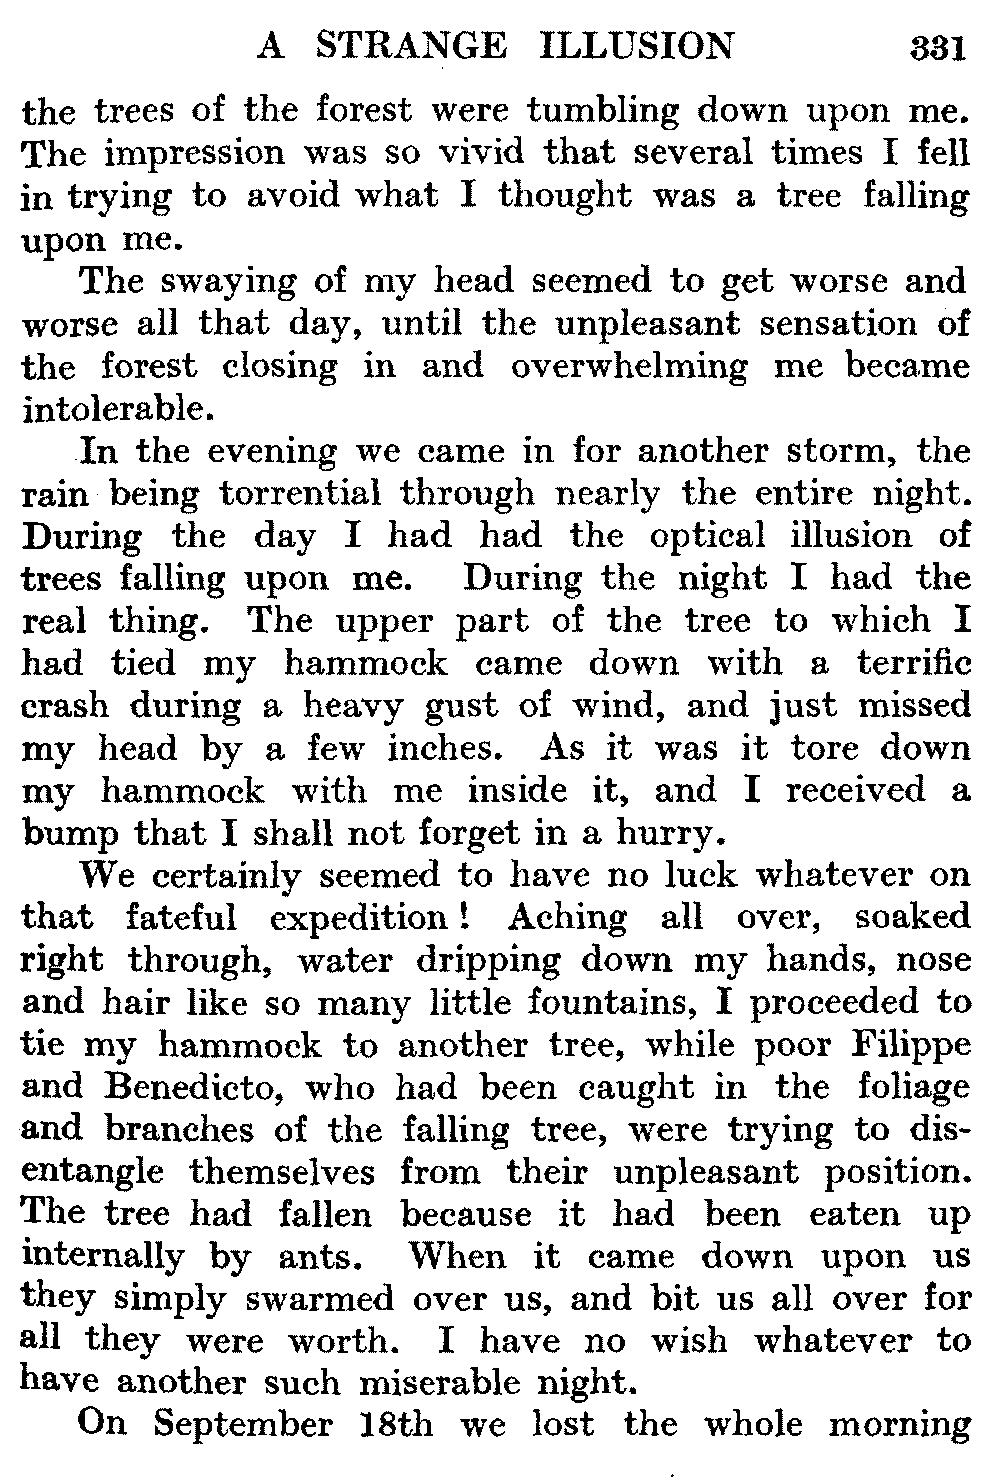 A STRANGE ILLUSION 331
the trees of the forest were tumbling down upon me.
The impression was so vivid that several times I fell
in trying to avoid what I thought was a tree falling
upon me.
The swaying of my head seemed to get worse and
worse all that day, until the unpleasant sensation of
the forest closing in and overwhelming me became
intolerable.
In the evening we came in for another storm, the
rain being torrential through nearly the entire night.
During the day I had had the optical illusion of
trees falling upon me. During the night I had the
real thing. The upper part of the tree to which I
had tied my hammock came down with a terrific
crash during a heavy gust of wind, and just missed
my head by a few inches. As it was it tore down
my hammock with me inside it, and I received a
bump that I shall not forget in a hurry.
We certainly seemed to have no luck whatever on
that fateful expedition! Aching all over, soaked
right through, water dripping down my hands, nose
and hair like so many little fountains, I proceeded to
tie my hammock to another tree, while poor Filippe
and Benedicto, who had been caught in the foliage
and branches of the falling tree, were trying to dis-
entangle themselves from their unpleasant position.
The tree had fallen because it had been eaten up
internally by ants. When it came down upon us
they simply swarmed over us, and bit us all over for
all they were worth. I have no wish whatever to
have another such miserable night.
On September 18th we lost the whole morning